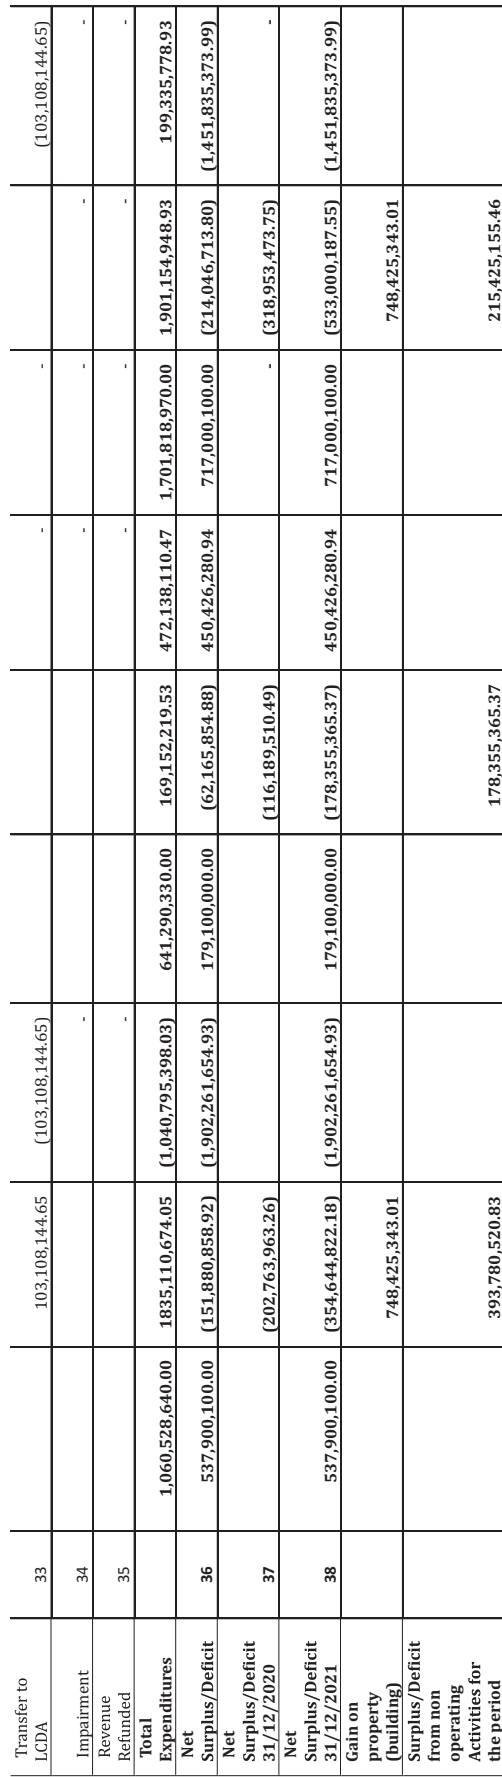 Transfer to
LCDA 33 103,108,144.65 (103,108,144.65) - - (103,108,144.65)
Impairment 34 - - - - -
Revenue
Refunded 35 - - - - -
Total
Expenditures 1,060,528,640.00 1835,110,674.05 (1,040,795,398.03) 641,290,330.00 169,152,219.53 472,138,110.47 1,701,818,970.00 1,901,154,948.93 199,335,778.93
Net
Surplus/Deficit 36 537,900,100.00 (151,880,858.92) (1,902,261,654.93) 179,100,000.00 (62,165,854.88) 450,426,280.94 717,000,100.00 (214,046,713.80) (1,451,835,373.99)
Net
Surplus/Deficit
31/12/2020 37 (202,763,963.26) (116,189,510.49) - (318,953,473.75) -
Net
Surplus/Deficit
31/12/2021 38 537,900,100.00 (354,644,822.18) (1,902,261,654.93) 179,100,000.00 (178,355,365.37) 450,426,280.94 717,000,100.00 (533,000,187.55) (1,451,835,373.99)
Gain on
property
(building) 748,425,343.01 748,425,343.01
Surplus/Deficit
from non
operating
Activities for
the period 393,780,520.83 178,355,365.37 215,425,155.46